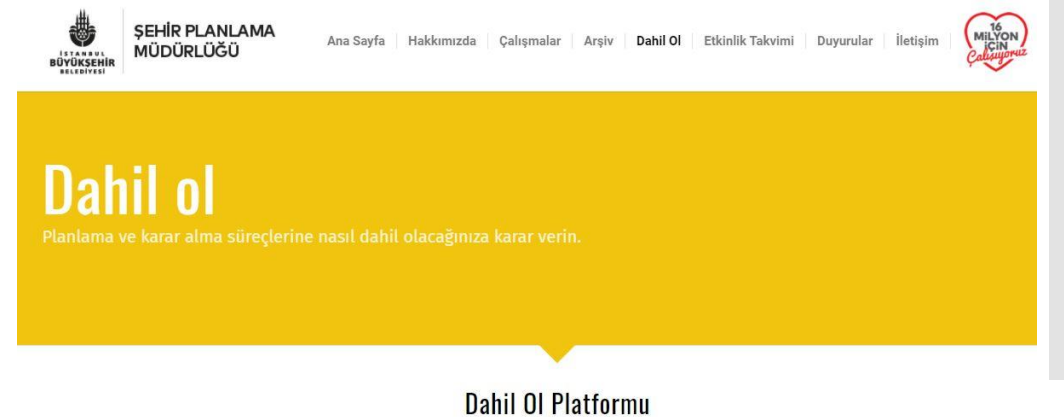 İSTANBUL
BÜYÜKŞEHİR
BELEDİYESİ
ŞEHİR PLANLAMA
MÜDÜRLÜĞÜ
Ana Sayfa Hakkımızda Çalışmalar Arşiv Dahil Ol Etkinlik Takvimi Duyurular İletişim
16
MİLYON
İÇİN
Çalışıyoruz
Dahil ol
Planlama ve karar alma süreçlerine nasıl dahil olacağınıza karar verin.
Dahil Ol Platformu